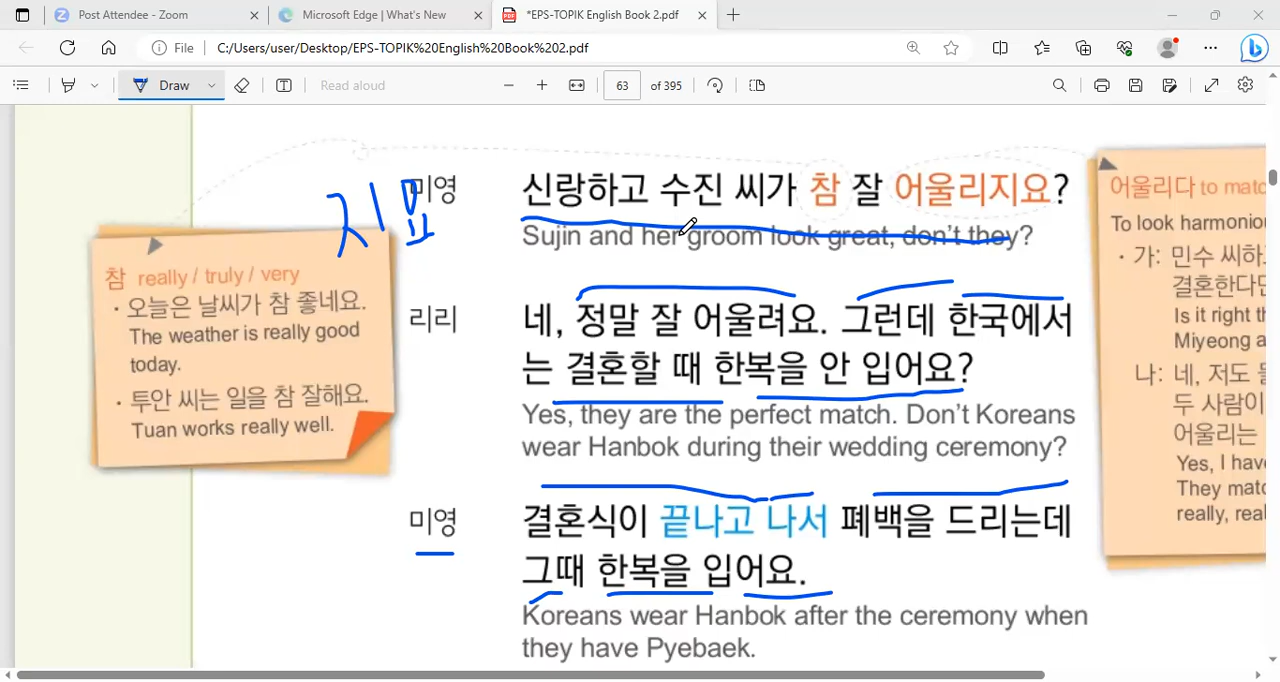 Post Attendee - Zoom
Microsoft Edge | What's New
*EPS-TOPIK English Book 2.pdf
File
C:/Users/user/Desktop/EPS-TOPIK%20English%20Book%202.pdf
Draw
Read aloud
63 of 395
미영
신랑하고 수진 씨가 참 잘 어울리지요?
Sujin and her groom look great, don't they?
지요
리리
네, 정말 잘 어울려요. 그런데 한국에서
는 결혼할 때 한복을 안 입어요?
Yes, they are the perfect match. Don't Koreans
wear Hanbok during their wedding ceremony?
미영
결혼식이 끝나고 나서 폐백을 드리는데
그때 한복을 입어요.
Koreans wear Hanbok after the ceremony when
they have Pyebaek.
참 really / truly / very
· 오늘은 날씨가 참 좋네요.
The weather is really good
today.
· 투안 씨는 일을 참 잘해요.
Tuan works really well.
어울리다 to mat
To look harmonio
· 가: 민수 씨하
결혼한다
Is it right th
Miyeong a
나: 네, 저도
두 사람이
어울리는
Yes, I hav
They mat
really, rea